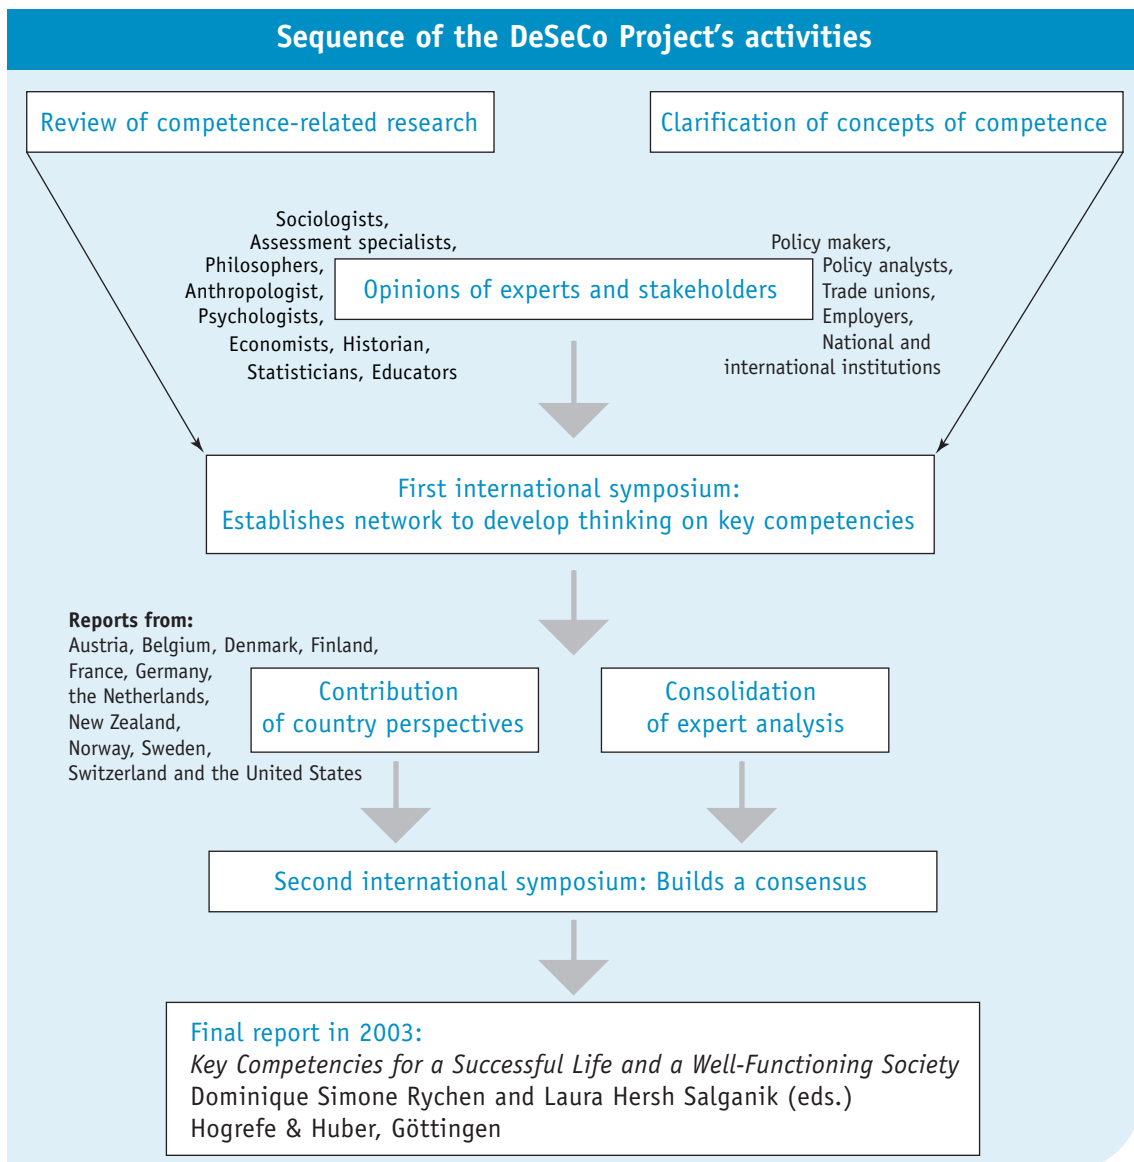 Sequence of the DeSeCo Project's activities
Review of competence-related research
Clarification of concepts of competence
Sociologists,
Assessment specialists,
Philosophers,
Anthropologist,
Psychologists,
Economists, Historian,
Statisticians, Educators
Opinions of experts and stakeholders
Policy makers,
Policy analysts,
Trade unions,
Employers,
National and
international institutions
First international symposium:
Establishes network to develop thinking on key competencies
Reports from:
Austria, Belgium, Denmark, Finland,
France, Germany,
the Netherlands,
New Zealand,
Norway, Sweden,
Switzerland and the United States
Contribution
of country perspectives
Consolidation
of expert analysis
Second international symposium: Builds a consensus
Final report in 2003:
Key Competencies for a Successful Life and a Well-Functioning Society
Dominique Simone Rychen and Laura Hersh Salganik (eds.)
Hogrefe & Huber, Göttingen